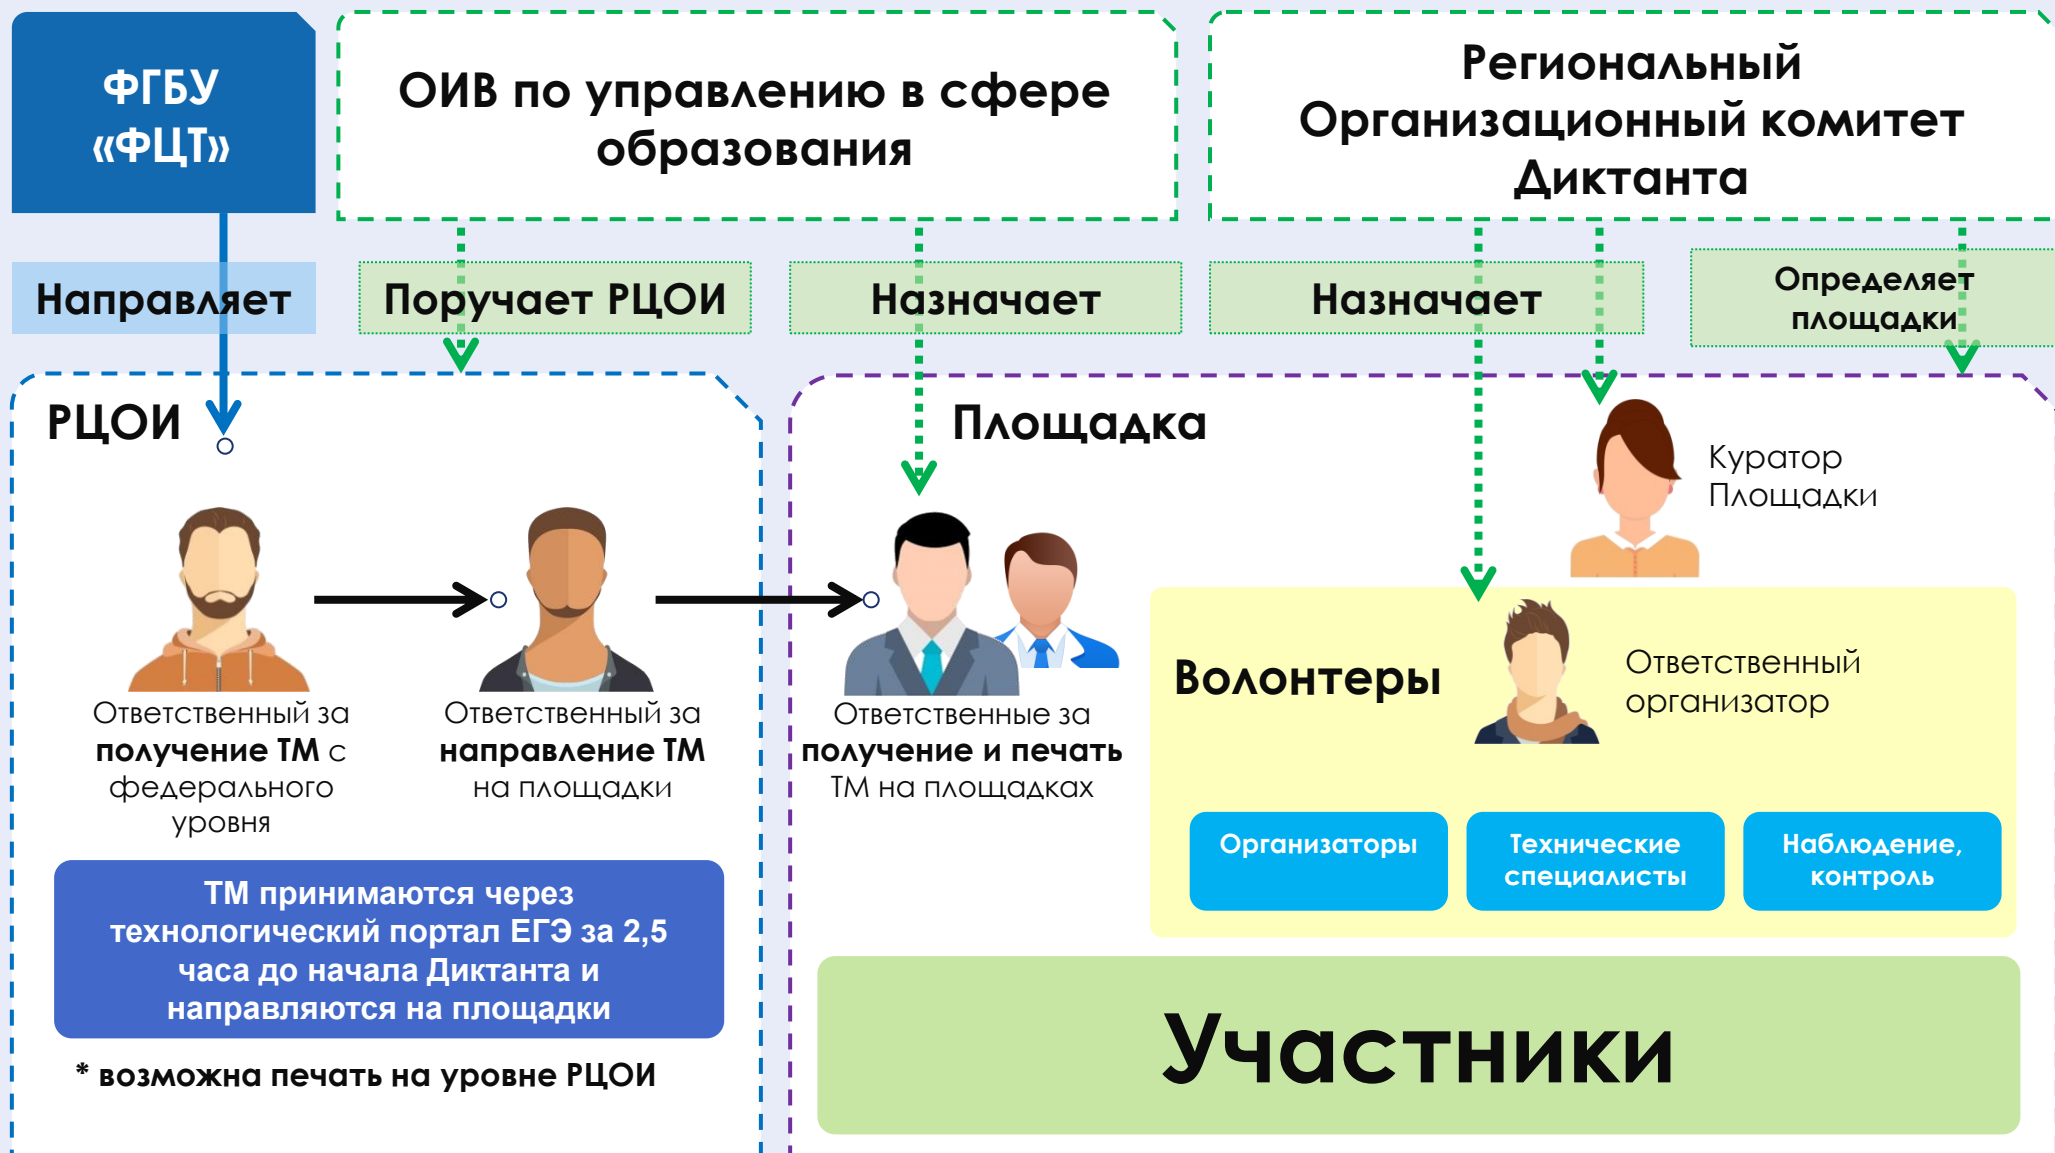 ФГБУ
«ФЦТ»
ОИВ по управлению в сфере
образования
Региональный
Организационный комитет
Диктанта
Направляет
Поручает РЦОИ
Назначает
Назначает
Определяет
площадки
РЦОИ
Площадка
Куратор
Площадки
Ответственный за
получение ТМ с
федерального
уровня
Ответственный за
направление ТМ
на площадки
Ответственные за
получение и печать
ТМ на площадках
Волонтеры
Ответственный
организатор
Организаторы
Технические
специалисты
Наблюдение,
контроль
ТМ принимаются через
технологический портал ЕГЭ за 2,5
часа до начала Диктанта и
направляются на площадки
* возможна печать на уровне РЦОИ
Участники